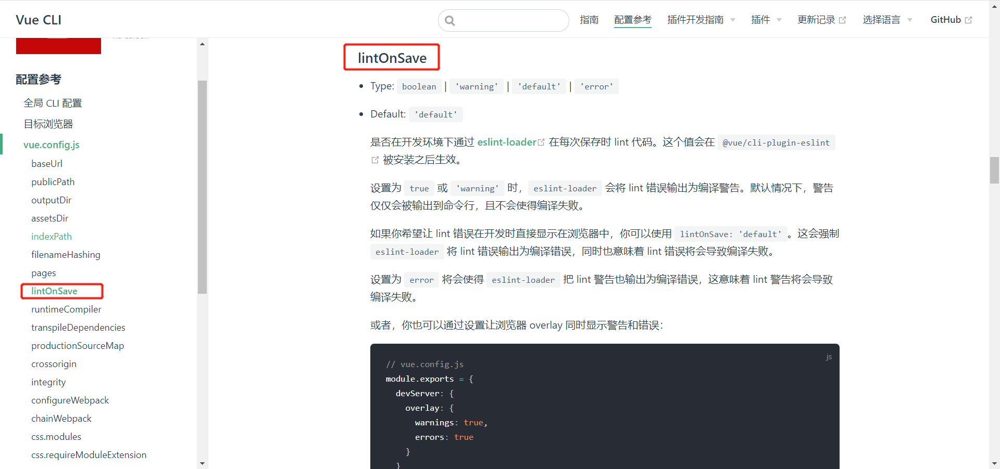 Vue CLI
指南
配置参考
插件开发指南
插件
更新记录
选择语言
GitHub
配置参考
全局 CLI 配置
目标浏览器
vue.config.js
baseUrl
publicPath
outputDir
assetsDir
indexPath
filenameHashing
pages
lintOnSave
runtimeCompiler
transpileDependencies
productionSourceMap
crossorigin
integrity
configureWebpack
chainWebpack
css.modules
css.requireModuleExtension
lintOnSave
Type: boolean | 'warning' | 'default' | 'error'
Default: 'default'
是否在开发环境下通过 eslint-loader 在每次保存时 lint 代码。这个值会在 @vue/cli-plugin-eslint
被安装之后生效。
设置为 true 或 'warning' 时，eslint-loader 会将 lint 错误输出为编译警告。默认情况下，警告
仅仅会被输出到命令行，且不会使得编译失败。
如果你希望让 lint 错误在开发时直接显示在浏览器中，你可以使用 lintOnSave: 'default' 。这会强制
eslint-loader 将 lint 错误输出为编译错误，同时也意味着 lint 错误将会导致编译失败。
设置为 error 将会使得 eslint-loader 把 lint 警告也输出为编译错误，这意味着 lint 警告将会导致
编译失败。
或者，你也可以通过设置让浏览器 overlay 同时显示警告和错误：
js
// vue.config.js
module.exports = {
devServer: {
overlay: {
warnings: true,
errors: true
}
}